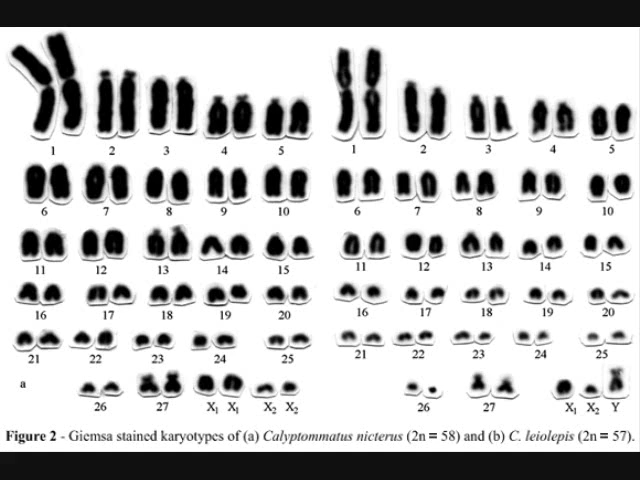 1 2 3 4 5 1 2 3 4 5
6 7 8 9 10 6 7 8 9 10
11 12 13 14 15 11 12 13 14 15
16 17 18 19 20 16 17 18 19 20
21 22 23 24 25 21 22 23 24 25
a
26 27 X₁ X₁ X₂ X₂ 26 27 X₁ X₂ Y
Figure 2 - Giemsa stained karyotypes of (a) Calyptommatus nicterus (2n = 58) and (b) C. leiolepis (2n = 57).